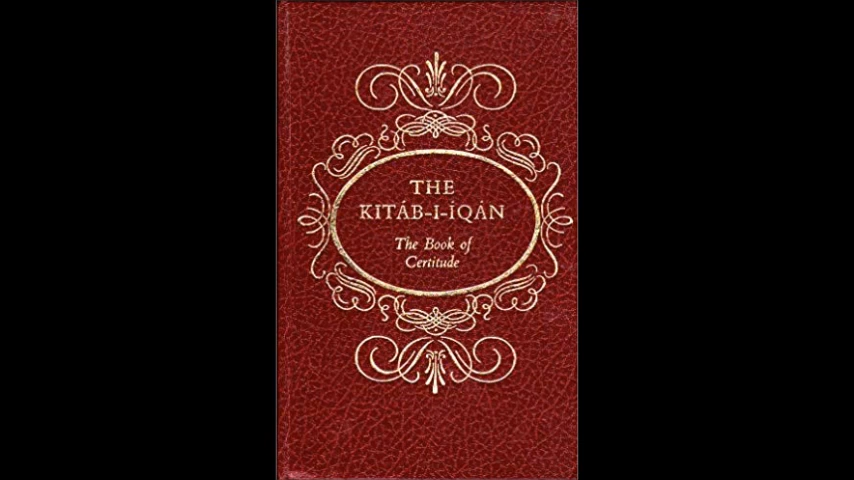 THE
KITÁB-I-ÍQÁN
The Book of
Certitude